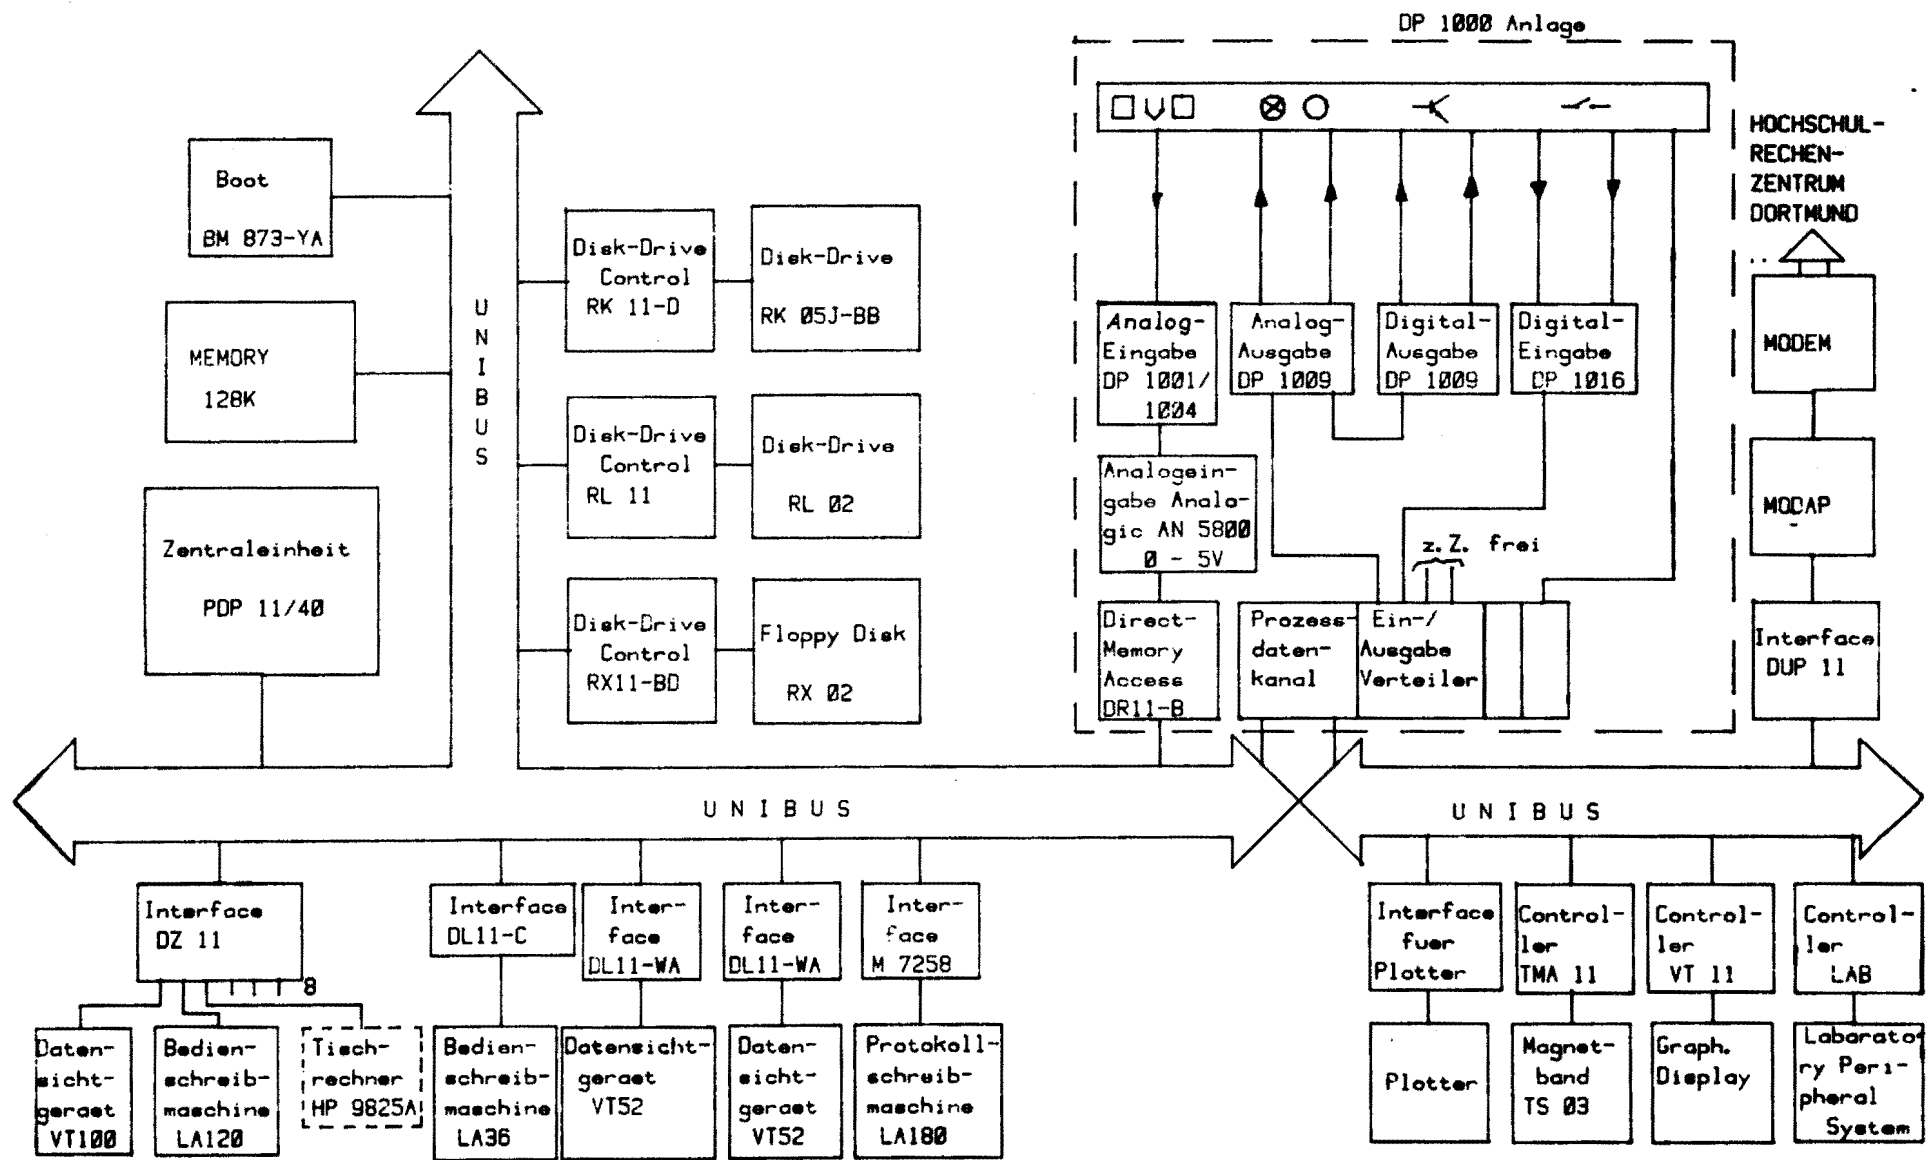 DP 1000 Anlage
HOCHSCHUL-
RECHEN-
ZENTRUM
DORTMUND
Boot
BM 873-YA
MEMORY
128K
Zentraleinheit
PDP 11/40
U
N
I
B
U
S
Disk-Drive
Control
RK 11-D
Disk-Drive
RK 05J-BB
Disk-Drive
Control
RL 11
Disk-Drive
RL 02
Disk-Drive
Control
RX11-BD
Floppy Disk
RX 02
Analog-
Eingabe
DP 1001/
1004
Analog-
Ausgabe
DP 1009
Digital-
Ausgabe
DP 1009
Digital-
Eingabe
DP 1016
Analogein-
gabe Analo-
gic AN 5800
0 - 5V
z. Z. frei
Direct-
Memory
Access
DR11-B
Prozess-
daten-
kanal
Ein-/
Ausgabe
Verteiler
MODEM
MODAP
Interface
DUP 11
U N I B U S
U N I B U S
Interface
DZ 11
8
Interface
DL11-C
Inter-
face
DL11-WA
Inter-
face
DL11-WA
Inter-
face
M 7258
Interface
fuer
Plotter
Control-
ler
TMA 11
Control-
ler
VT 11
Control-
ler
LAB
Daten-
sicht-
geraet
VT100
Bedien-
schreib-
maschine
LA120
Tisch-
rechner
HP 9825A
Bedien-
schreib-
maschine
LA36
Datensicht-
geraet
VT52
Daten-
sicht-
geraet
VT52
Protokoll-
schreib-
maschine
LA180
Plotter
Magnet-
band
TS 03
Graph.
Display
Laborato-
ry Peri-
pheral
System